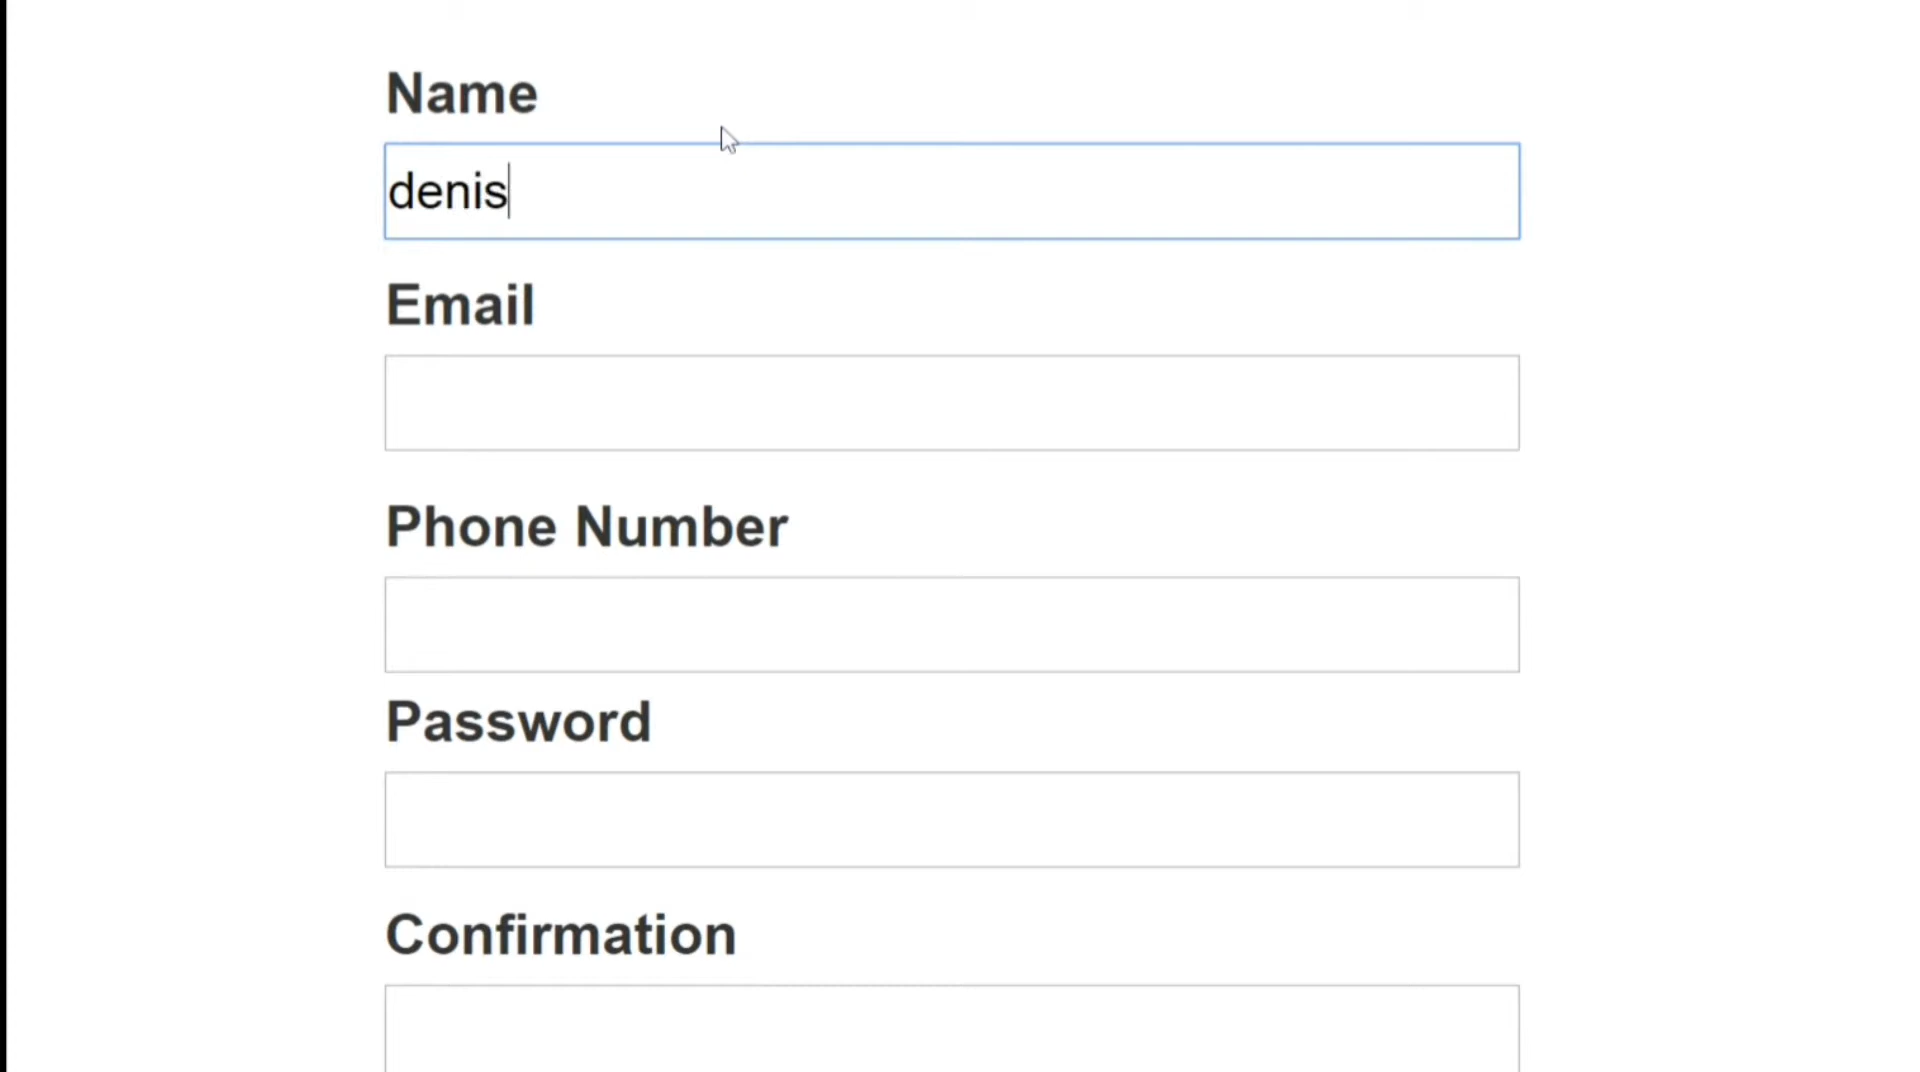 Name
denis
Email
Phone Number
Password
Confirmation